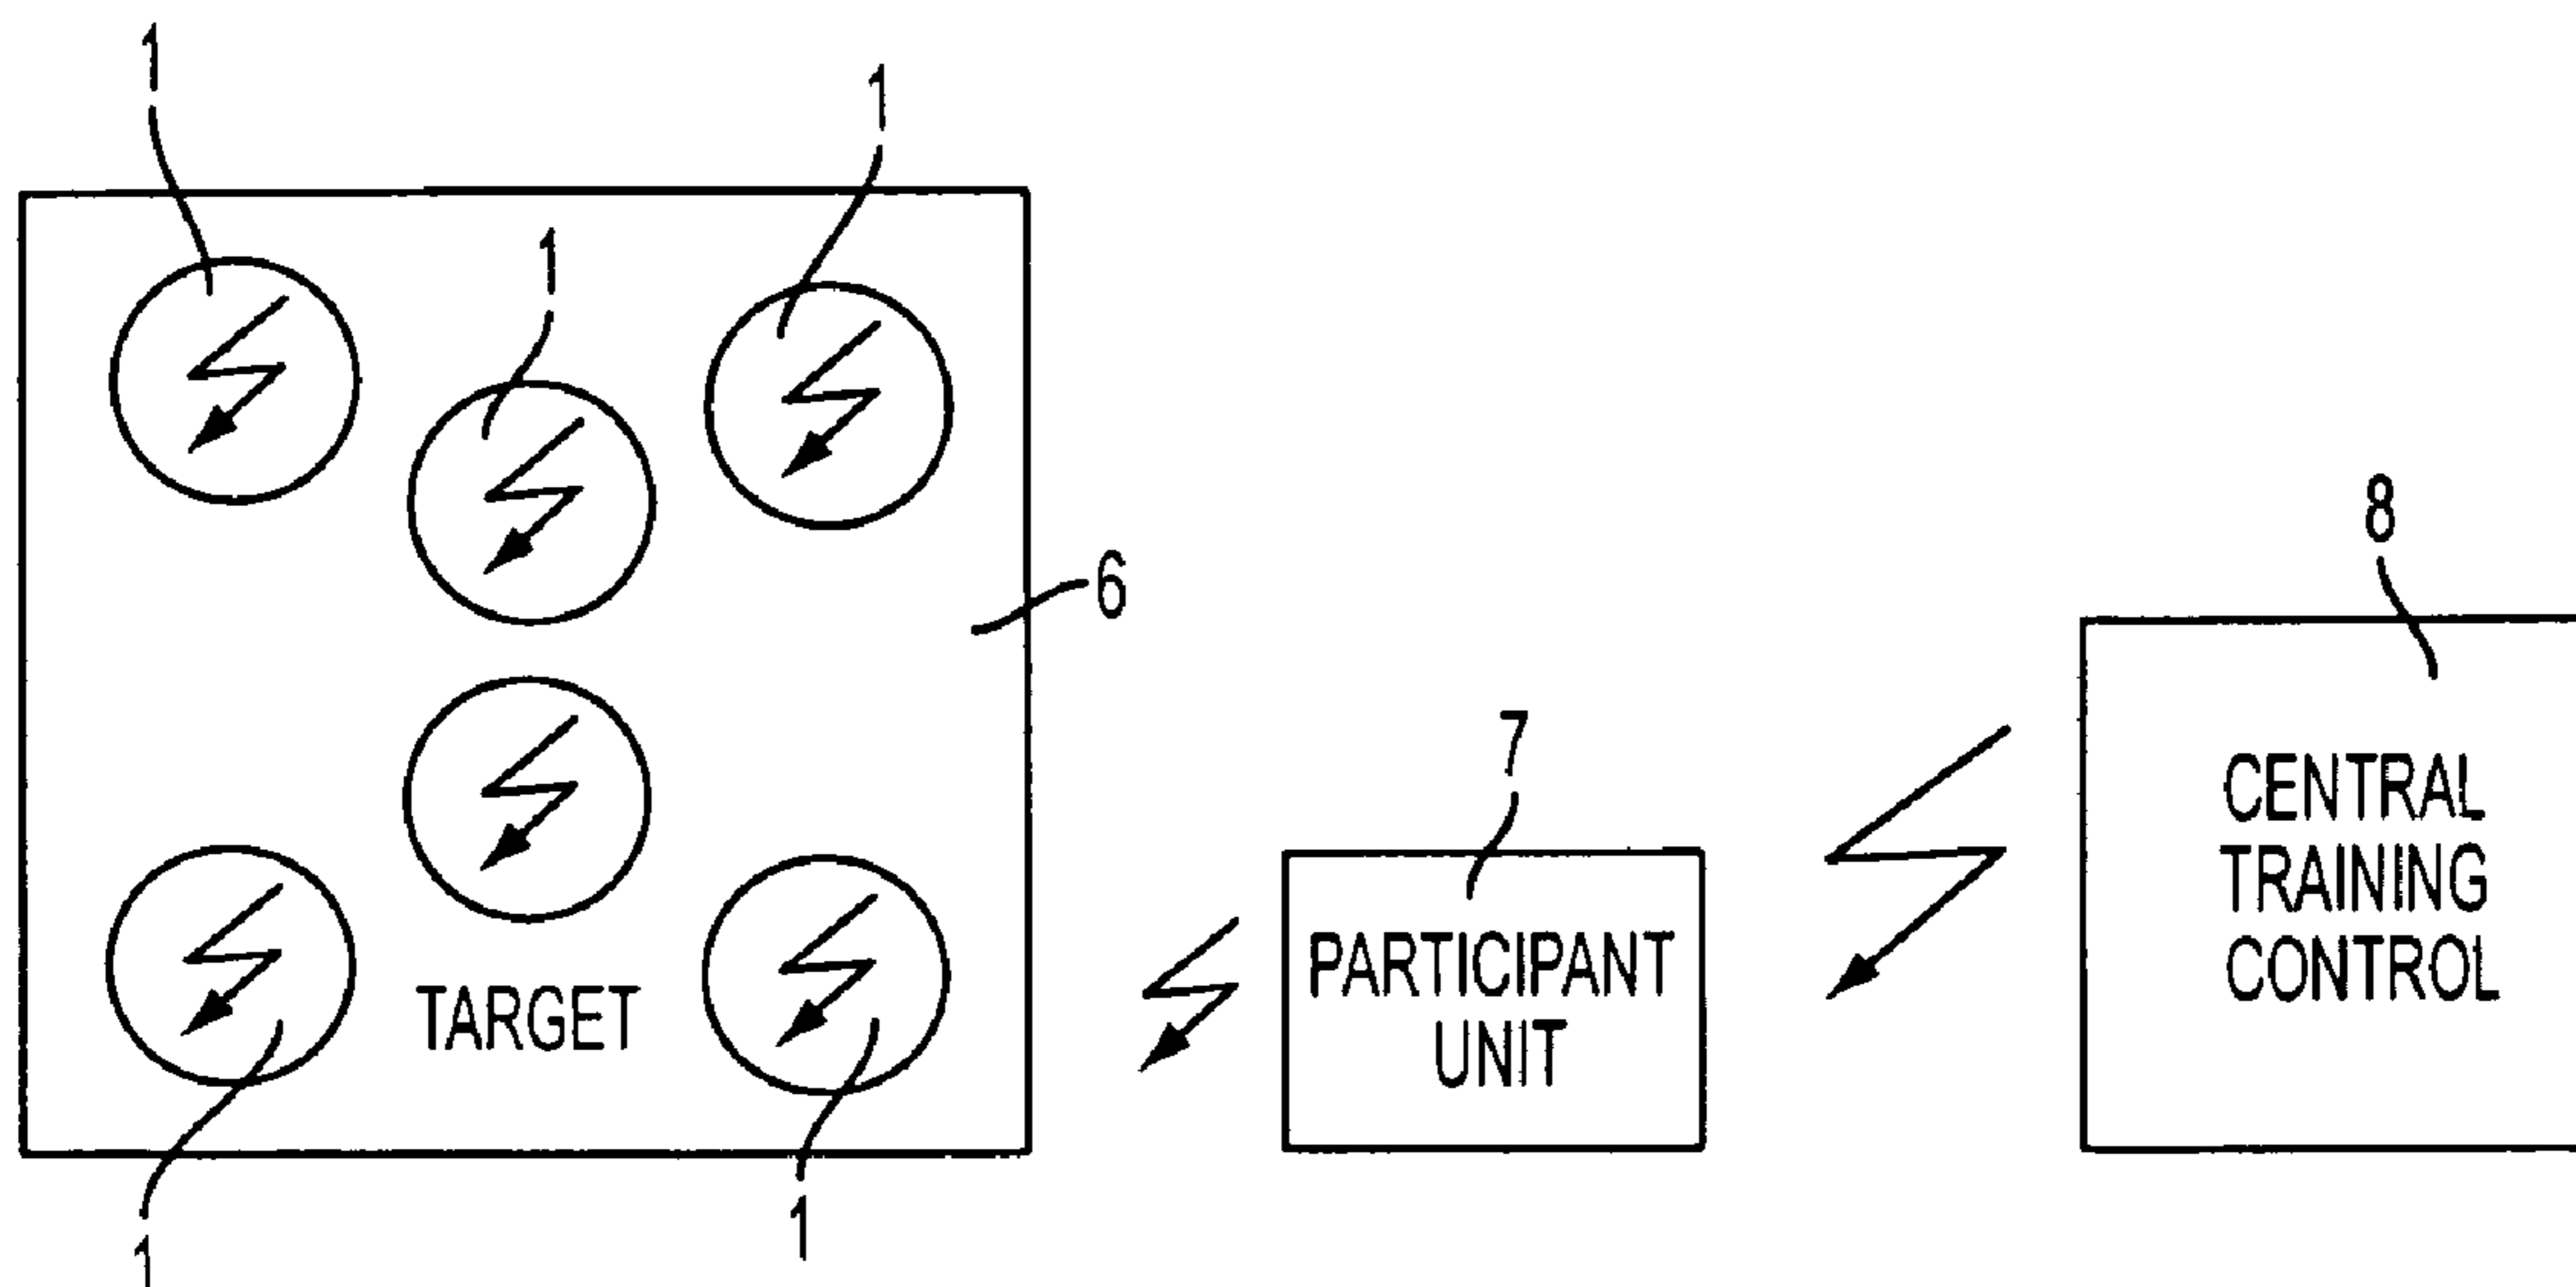 1
1
1
6
8
7
CENTRAL
TRAINING
CONTROL
PARTICIPANT
UNIT
TARGET
1
1